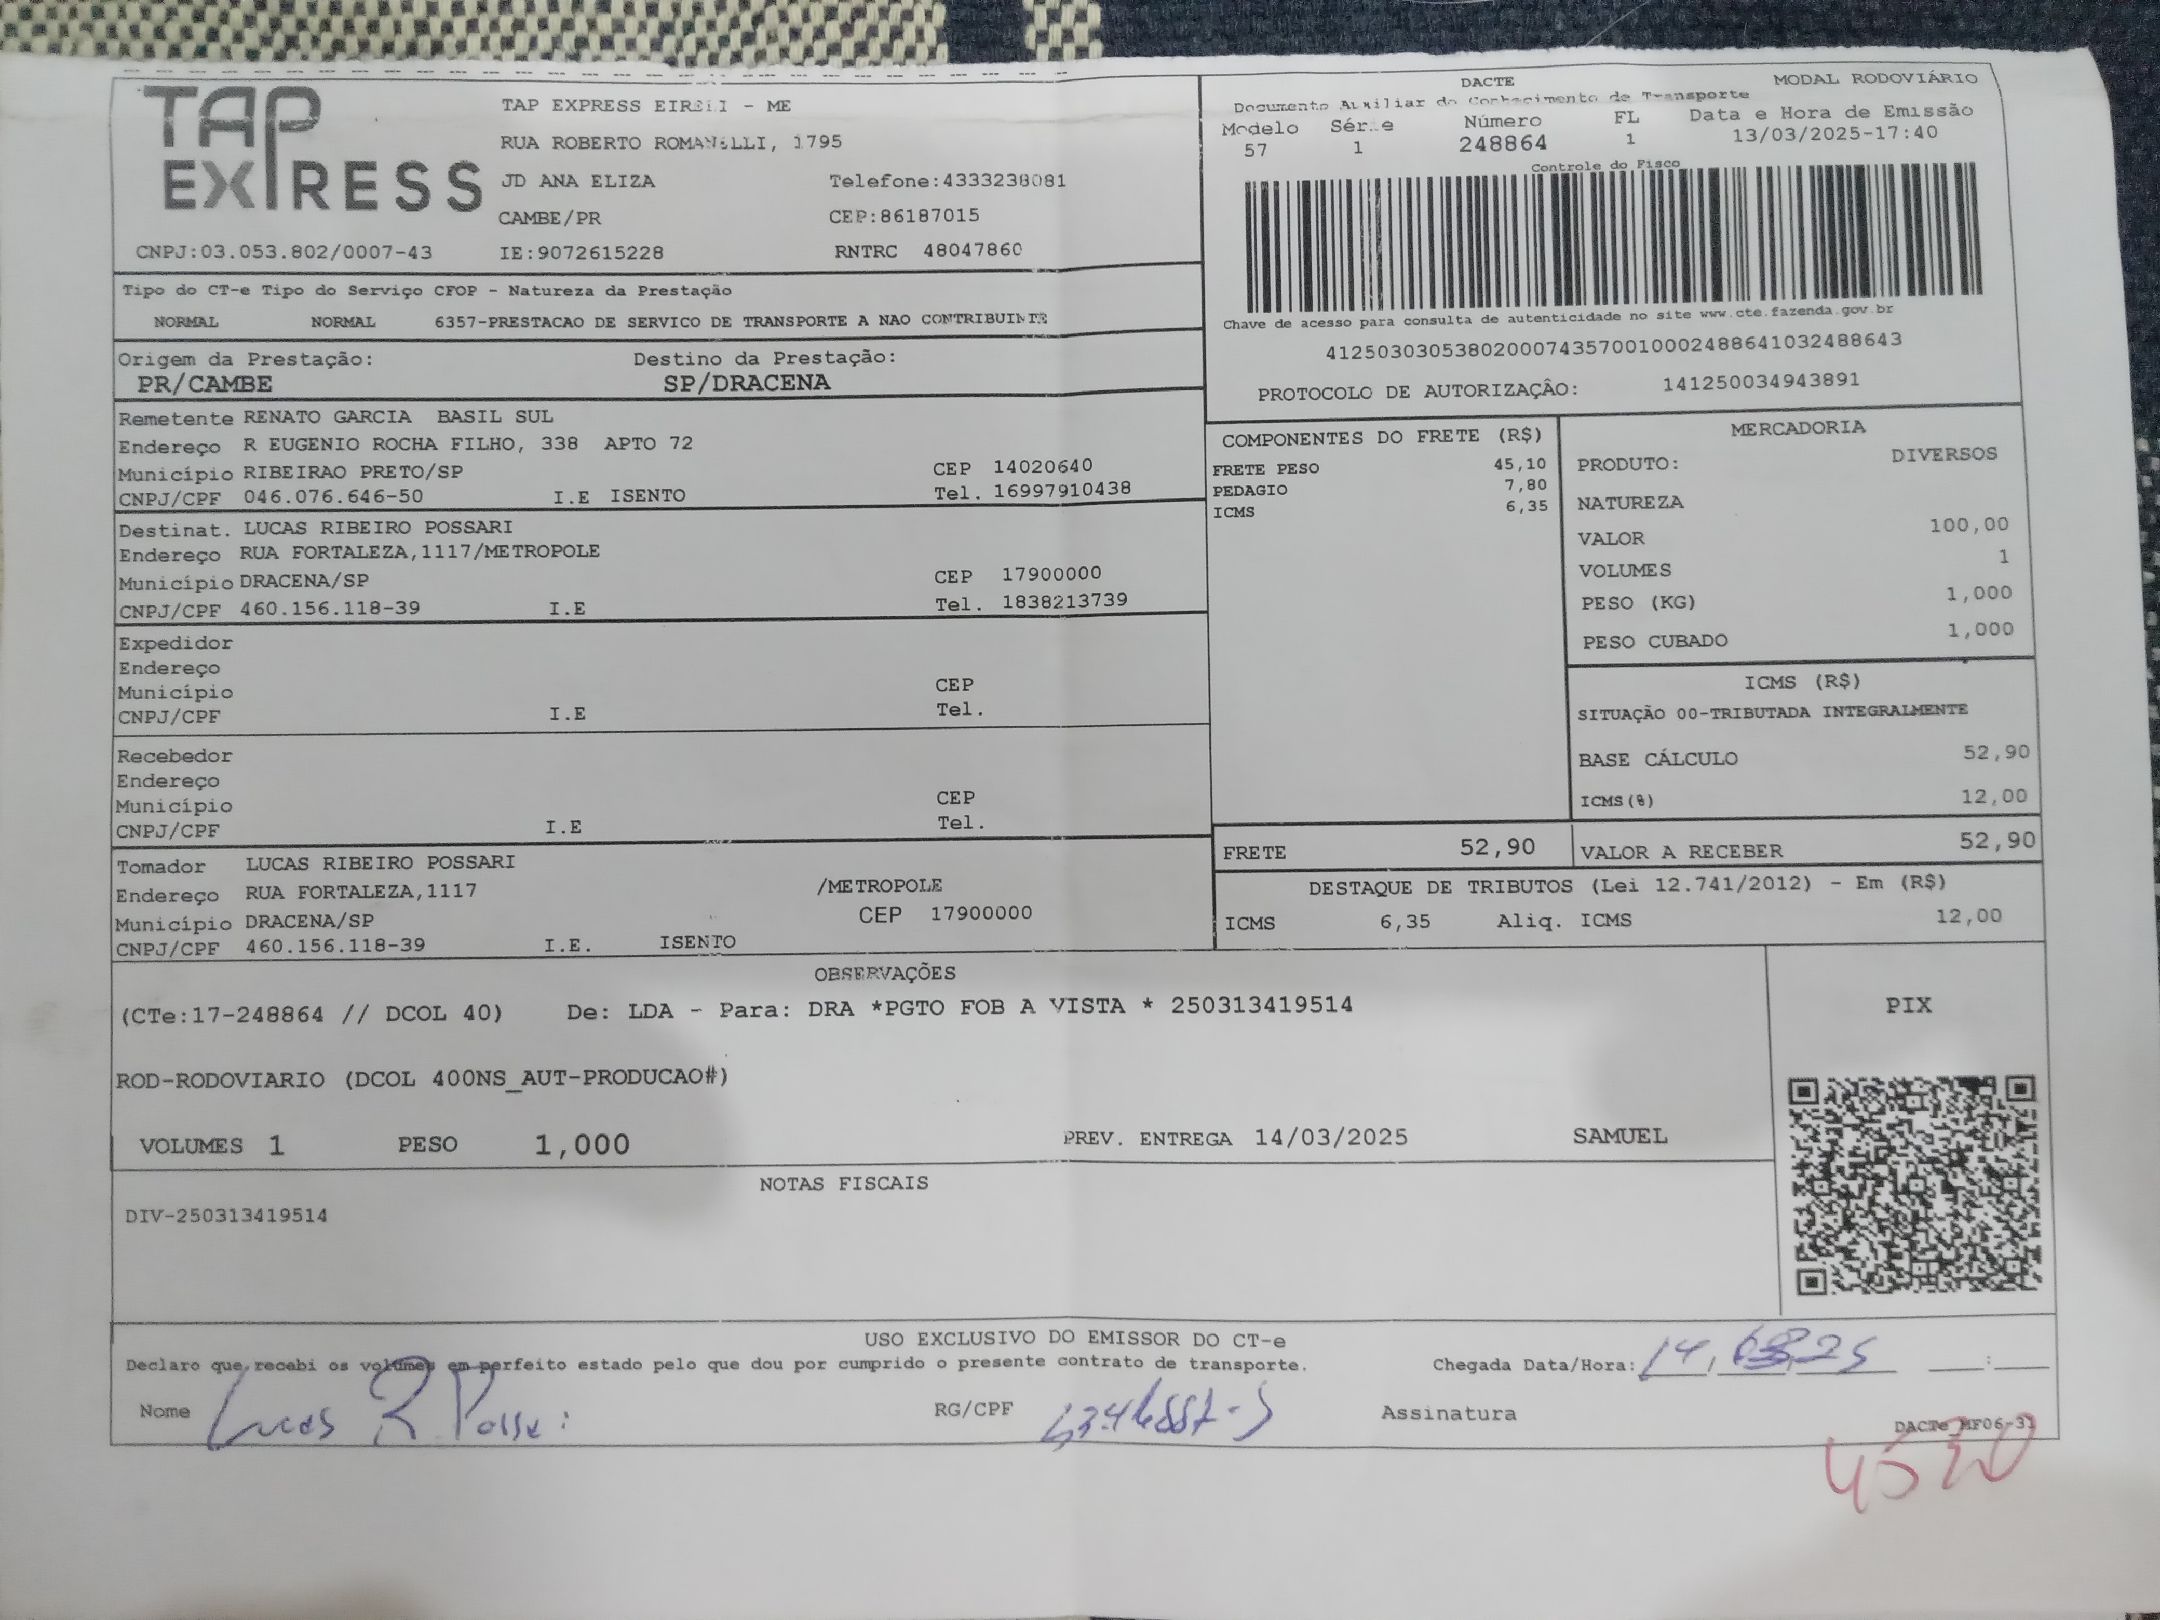 TAP EXPRESS
TAP EXPRESS EIRELI - ME
RUA ROBERTO ROMANELLI, 1795
JD ANA ELIZA Telefone:4333238081
CAMBE/PR CEP:86187015
CNPJ:03.053.802/0007-43 IE:9072615228 RNTRC 48047860
DACTE MODAL RODOVIÁRIO
Documento Auxiliar do Conhecimento de Transporte
Modelo Série Número FL Data e Hora de Emissão
57 1 248864 1 13/03/2025-17:40
Controle do Fisco
Chave de acesso para consulta de autenticidade no site www.cte.fazenda.gov.br
41250303053802000743570010002488641032488643
PROTOCOLO DE AUTORIZAÇÃO: 141250034943891
Tipo do CT-e Tipo do Serviço CFOP - Natureza da Prestação
NORMAL NORMAL 6357-PRESTACAO DE SERVICO DE TRANSPORTE A NAO CONTRIBUINTE
Origem da Prestação: Destino da Prestação:
PR/CAMBE SP/DRACENA
Remetente RENATO GARCIA BASIL SUL
Endereço R EUGENIO ROCHA FILHO, 338 APTO 72
Município RIBEIRAO PRETO/SP CEP 14020640
CNPJ/CPF 046.076.646-50 I.E ISENTO Tel. 16997910438
Destinat. LUCAS RIBEIRO POSSARI
Endereço RUA FORTALEZA,1117/METROPOLE
Município DRACENA/SP CEP 17900000
CNPJ/CPF 460.156.118-39 I.E Tel. 1838213739
Expedidor
Endereço
Município CEP
CNPJ/CPF I.E Tel.
Recebedor
Endereço
Município CEP
CNPJ/CPF I.E Tel.
Tomador LUCAS RIBEIRO POSSARI
Endereço RUA FORTALEZA,1117 /METROPOLE
Município DRACENA/SP CEP 17900000
CNPJ/CPF 460.156.118-39 I.E. ISENTO
COMPONENTES DO FRETE (R$)
FRETE PESO 45,10
PEDAGIO 7,80
ICMS 6,35
MERCADORIA
PRODUTO: DIVERSOS
NATUREZA
VALOR 100,00
VOLUMES 1
PESO (KG) 1,000
PESO CUBADO 1,000
ICMS (R$)
SITUAÇÃO 00-TRIBUTADA INTEGRALMENTE
BASE CÁLCULO 52,90
ICMS(%) 12,00
FRETE 52,90 VALOR A RECEBER 52,90
DESTAQUE DE TRIBUTOS (Lei 12.741/2012) - Em (R$)
ICMS 6,35 Aliq. ICMS 12,00
OBSERVAÇÕES
(CTe:17-248864 // DCOL 40) De: LDA - Para: DRA *PGTO FOB A VISTA * 250313419514
ROD-RODOVIARIO (DCOL 400NS_AUT-PRODUCAO#)
VOLUMES 1 PESO 1,000 PREV. ENTREGA 14/03/2025 SAMUEL
PIX
NOTAS FISCAIS
DIV-250313419514
USO EXCLUSIVO DO EMISSOR DO CT-e
Declaro que recebi os volumes em perfeito estado pelo que dou por cumprido o presente contrato de transporte. Chegada Data/Hora: 14, 03, 25 :
Nome Lucas R RG/CPF Assinatura
DACTe_MF06-31